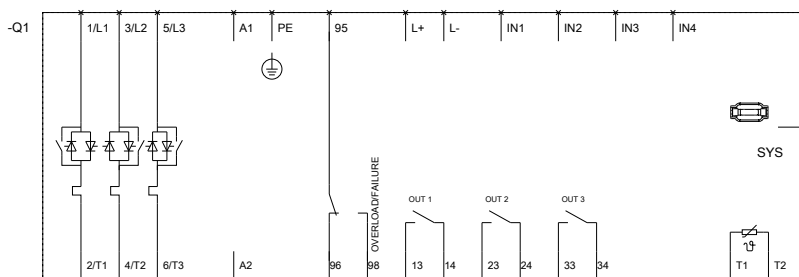 -Q1 1/L1 3/L2 5/L3 A1 PE 95 L+ L- IN1 IN2 IN3 IN4
SYS
OVERLOAD/FAILURE
OUT 1 OUT 2 OUT 3
ϑ
2/T1 4/T2 6/T3 A2 96 98 13 14 23 24 33 34 T1 T2